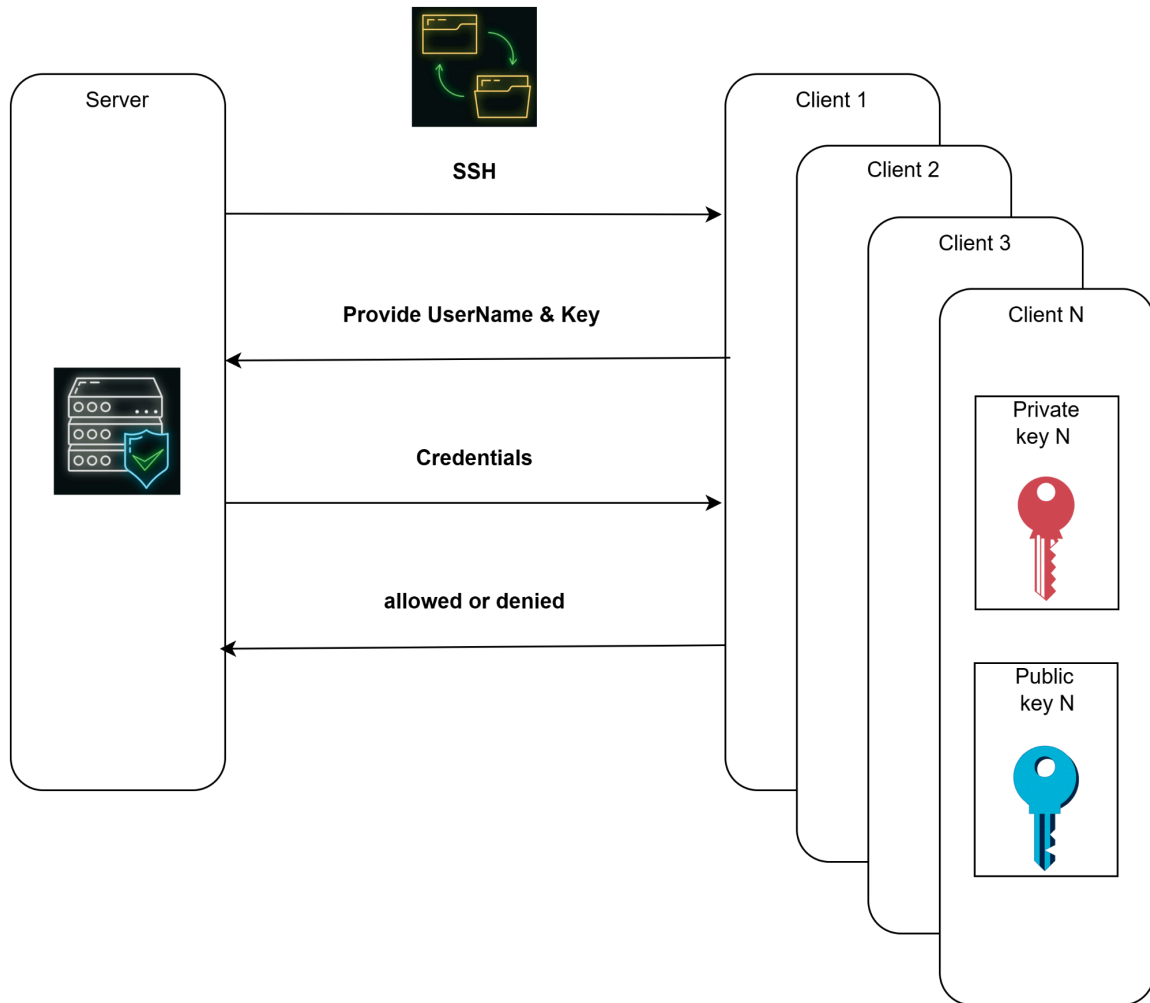 Server
Client 1
SSH
Client 2
Client 3
Provide UserName & Key
Client N
Private
key N
Credentials
allowed or denied
Public
key N